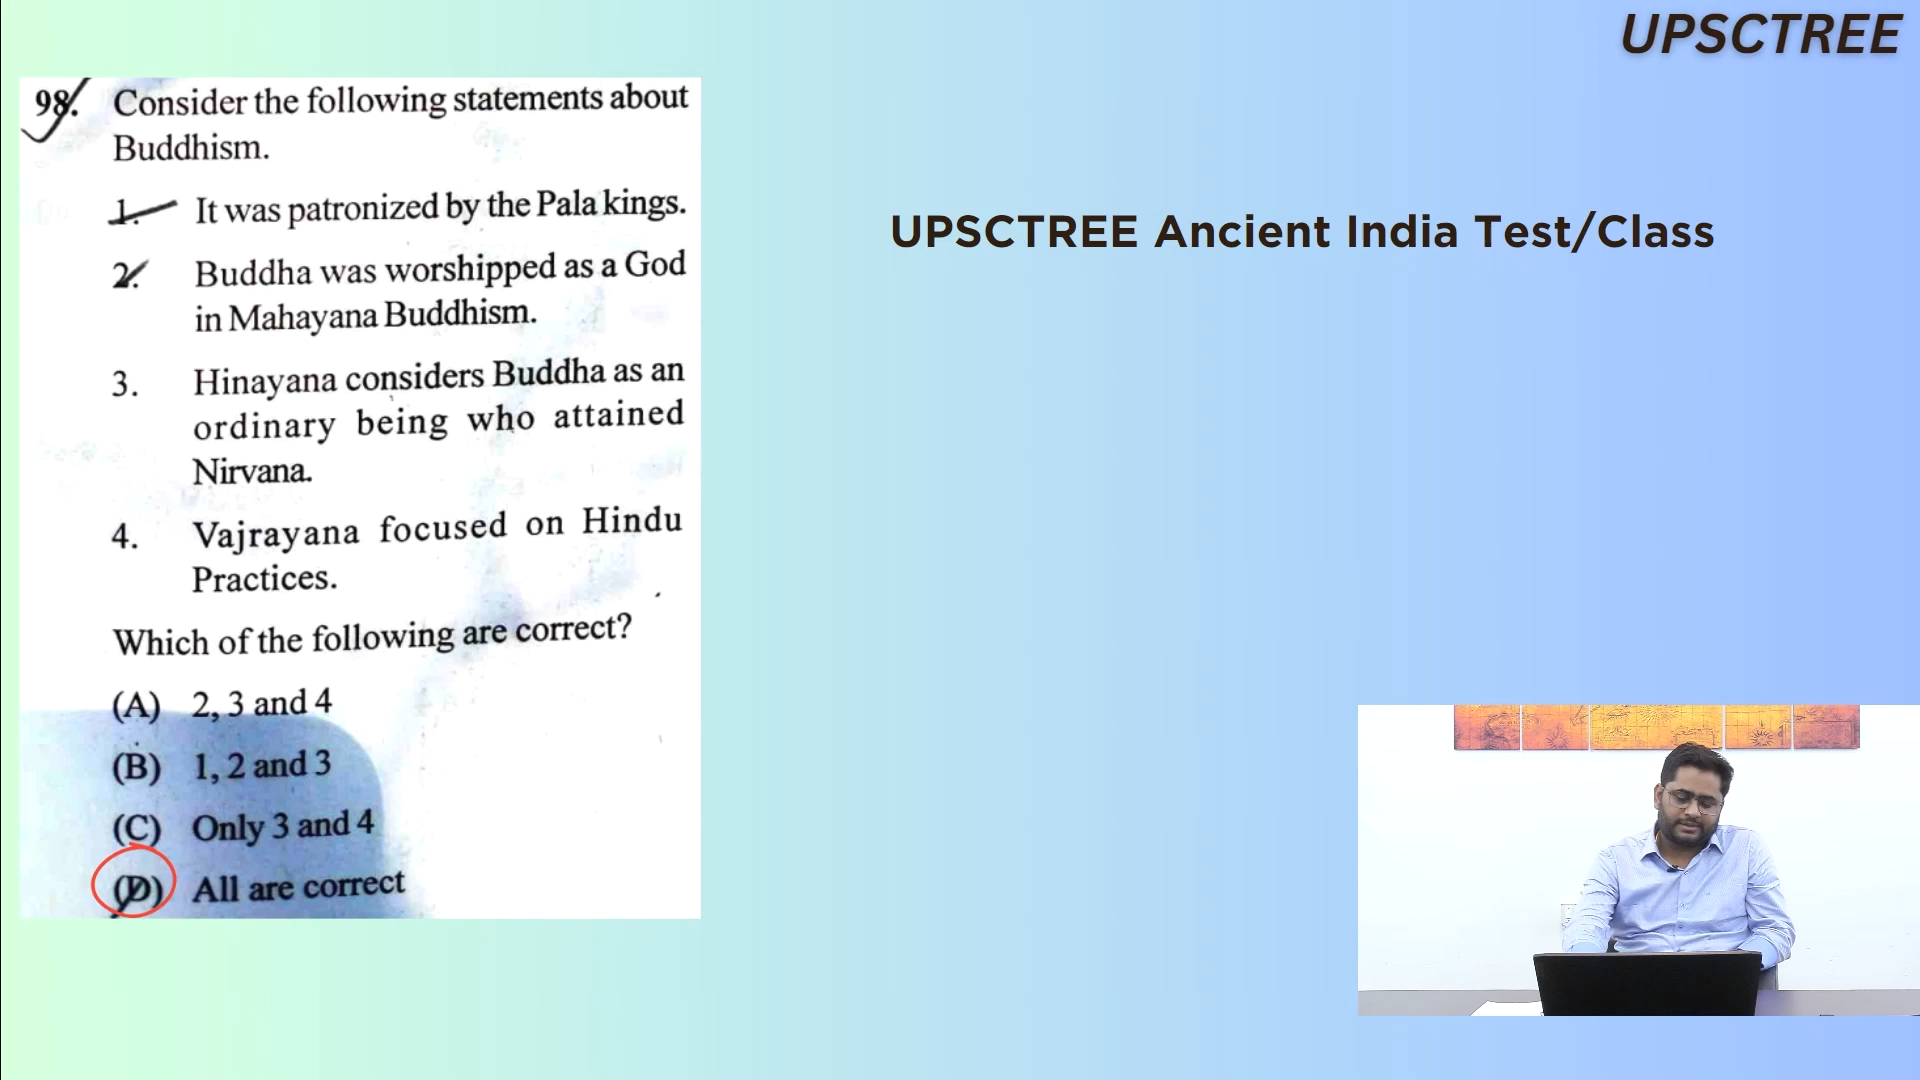 UPSCTREE
98. Consider the following statements about
Buddhism.
1. It was patronized by the Pala kings.
2. Buddha was worshipped as a God
in Mahayana Buddhism.
3. Hinayana considers Buddha as an
ordinary being who attained
Nirvana.
4. Vajrayana focused on Hindu
Practices.
Which of the following are correct?
(A) 2, 3 and 4
(B) 1, 2 and 3
(C) Only 3 and 4
(D) All are correct
UPSCTREE Ancient India Test/Class